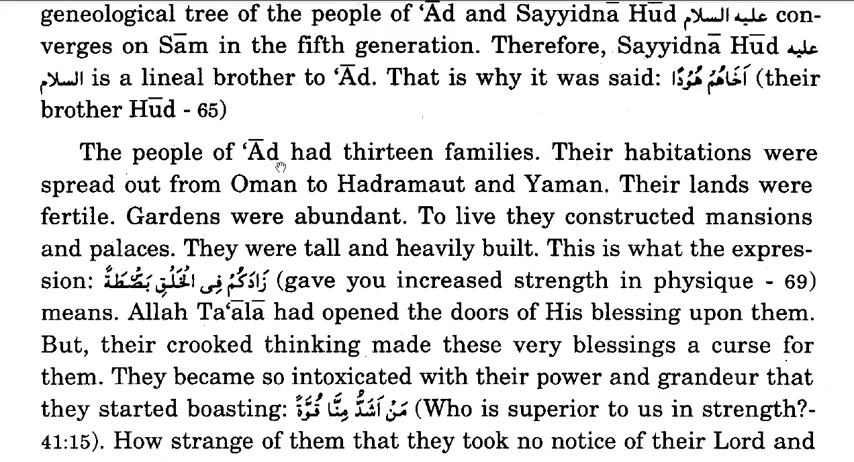 geneological tree of the people of ‘Ād and Sayyidnā Hūd عليه السلام con-
verges on Sām in the fifth generation. Therefore, Sayyidnā Hūd عليه
السلام is a lineal brother to ‘Ād. That is why it was said: اَخَاهُمْ هُوْدًا (their
brother Hūd - 65)
The people of ‘Ād had thirteen families. Their habitations were
spread out from Oman to Hadramaut and Yaman. Their lands were
fertile. Gardens were abundant. To live they constructed mansions
and palaces. They were tall and heavily built. This is what the expres-
sion: زَادَكُمْ فِى الْخَلْقِ بَصْۜطَةً (gave you increased strength in physique - 69)
means. Allah Ta‘ālā had opened the doors of His blessing upon them.
But, their crooked thinking made these very blessings a curse for
them. They became so intoxicated with their power and grandeur that
they started boasting: مَنْ اَشَدُّ مِنَّا قُوَّةً (Who is superior to us in strength?-
41:15). How strange of them that they took no notice of their Lord and